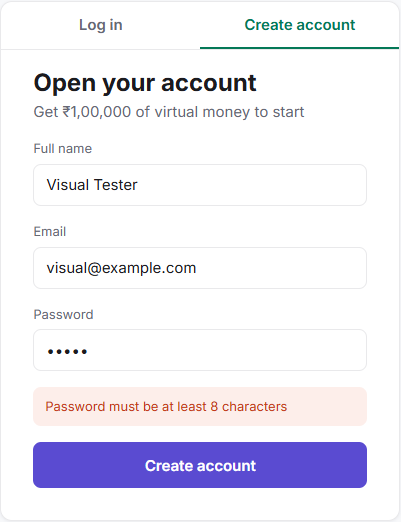 Log in
Create account
Open your account
Get ₹1,00,000 of virtual money to start
Full name
Visual Tester
Email
visual@example.com
Password
•••••
Password must be at least 8 characters
Create account